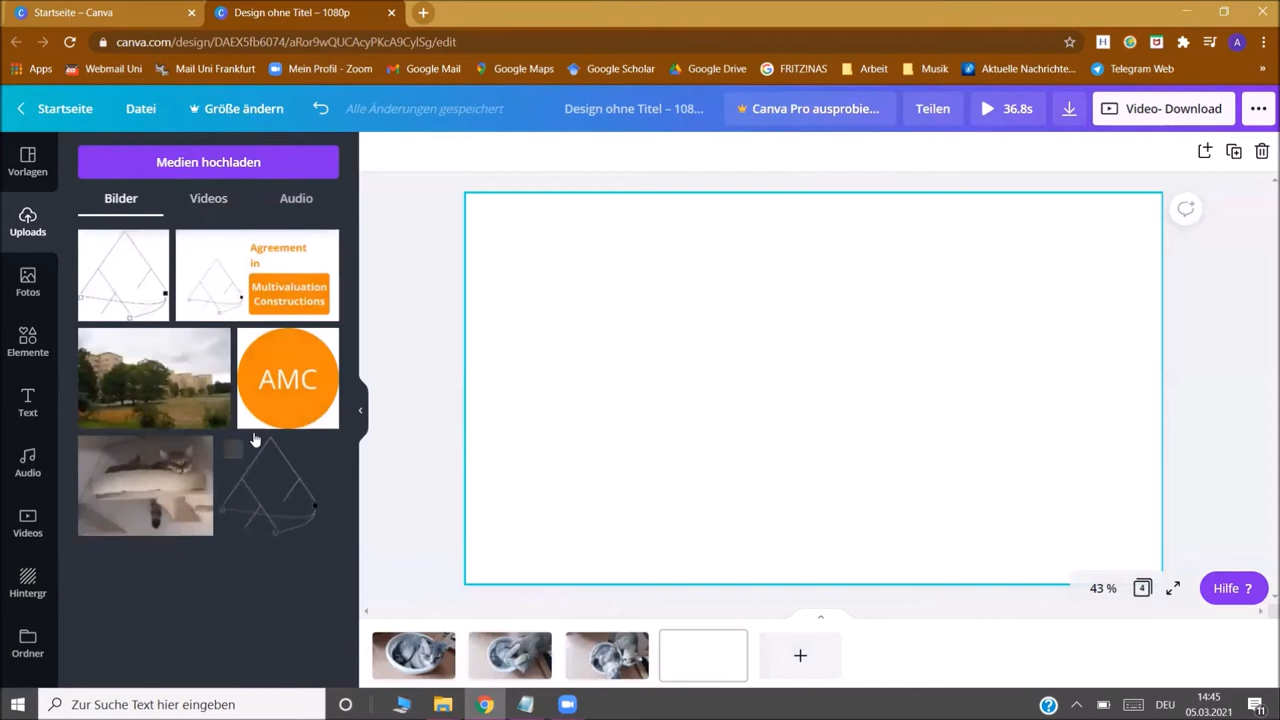 Startseite – Canva
Design ohne Titel – 1080p
canva.com/design/DAEX5fb6074/aRor9wQUCAcyPKcA9CylSg/edit
Apps
Webmail Uni
Mail Uni Frankfurt
Mein Profil - Zoom
Google Mail
Google Maps
Google Scholar
Google Drive
FRITZ!NAS
Arbeit
Musik
Aktuelle Nachrichte...
Telegram Web
Startseite
Datei
Größe ändern
Alle Änderungen gespeichert
Design ohne Titel – 108...
Canva Pro ausprobie...
Teilen
36.8s
Video- Download
Vorlagen
Uploads
Fotos
Elemente
Text
Audio
Videos
Hintergr
Ordner
Medien hochladen
Bilder
Videos
Audio
Agreement
in
Multivaluation
Constructions
AMC
43 %
4
Hilfe ?
Zur Suche Text hier eingeben
DEU
14:45
05.03.2021
11